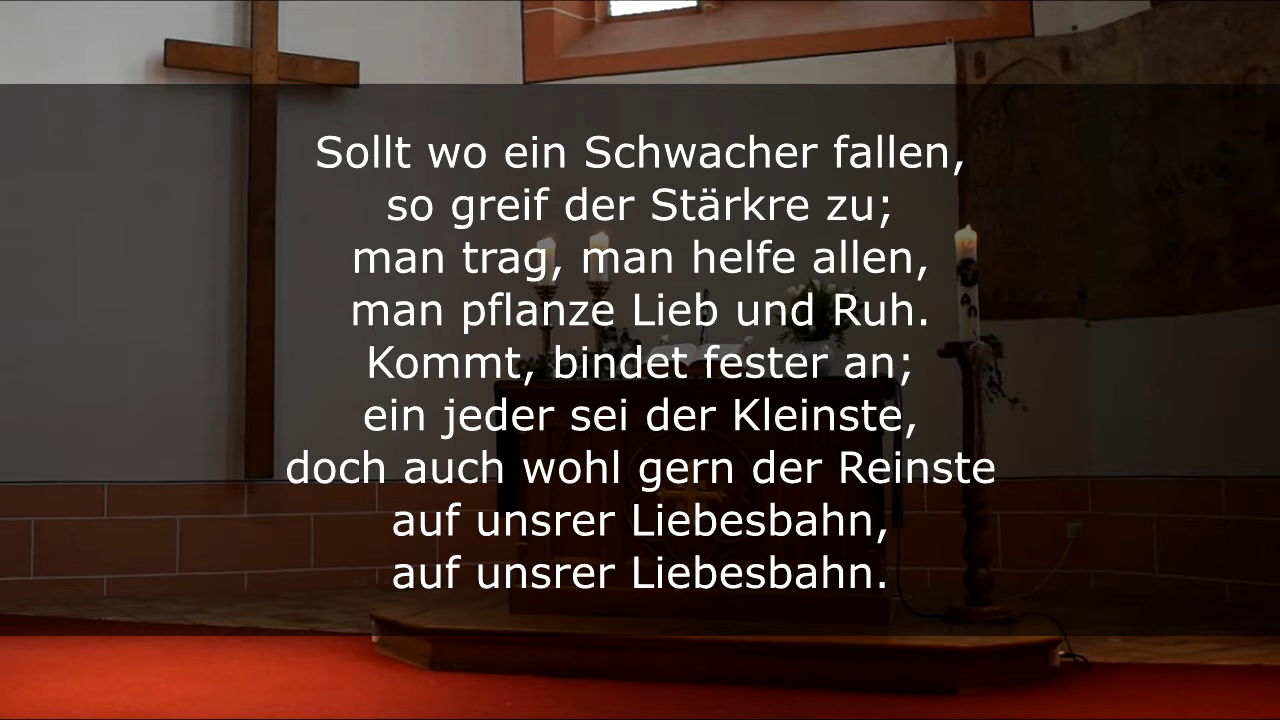 Sollt wo ein Schwacher fallen,
so greif der Stärkre zu;
man trag, man helfe allen,
man pflanze Lieb und Ruh.
Kommt, bindet fester an;
ein jeder sei der Kleinste,
doch auch wohl gern der Reinste
auf unsrer Liebesbahn,
auf unsrer Liebesbahn.